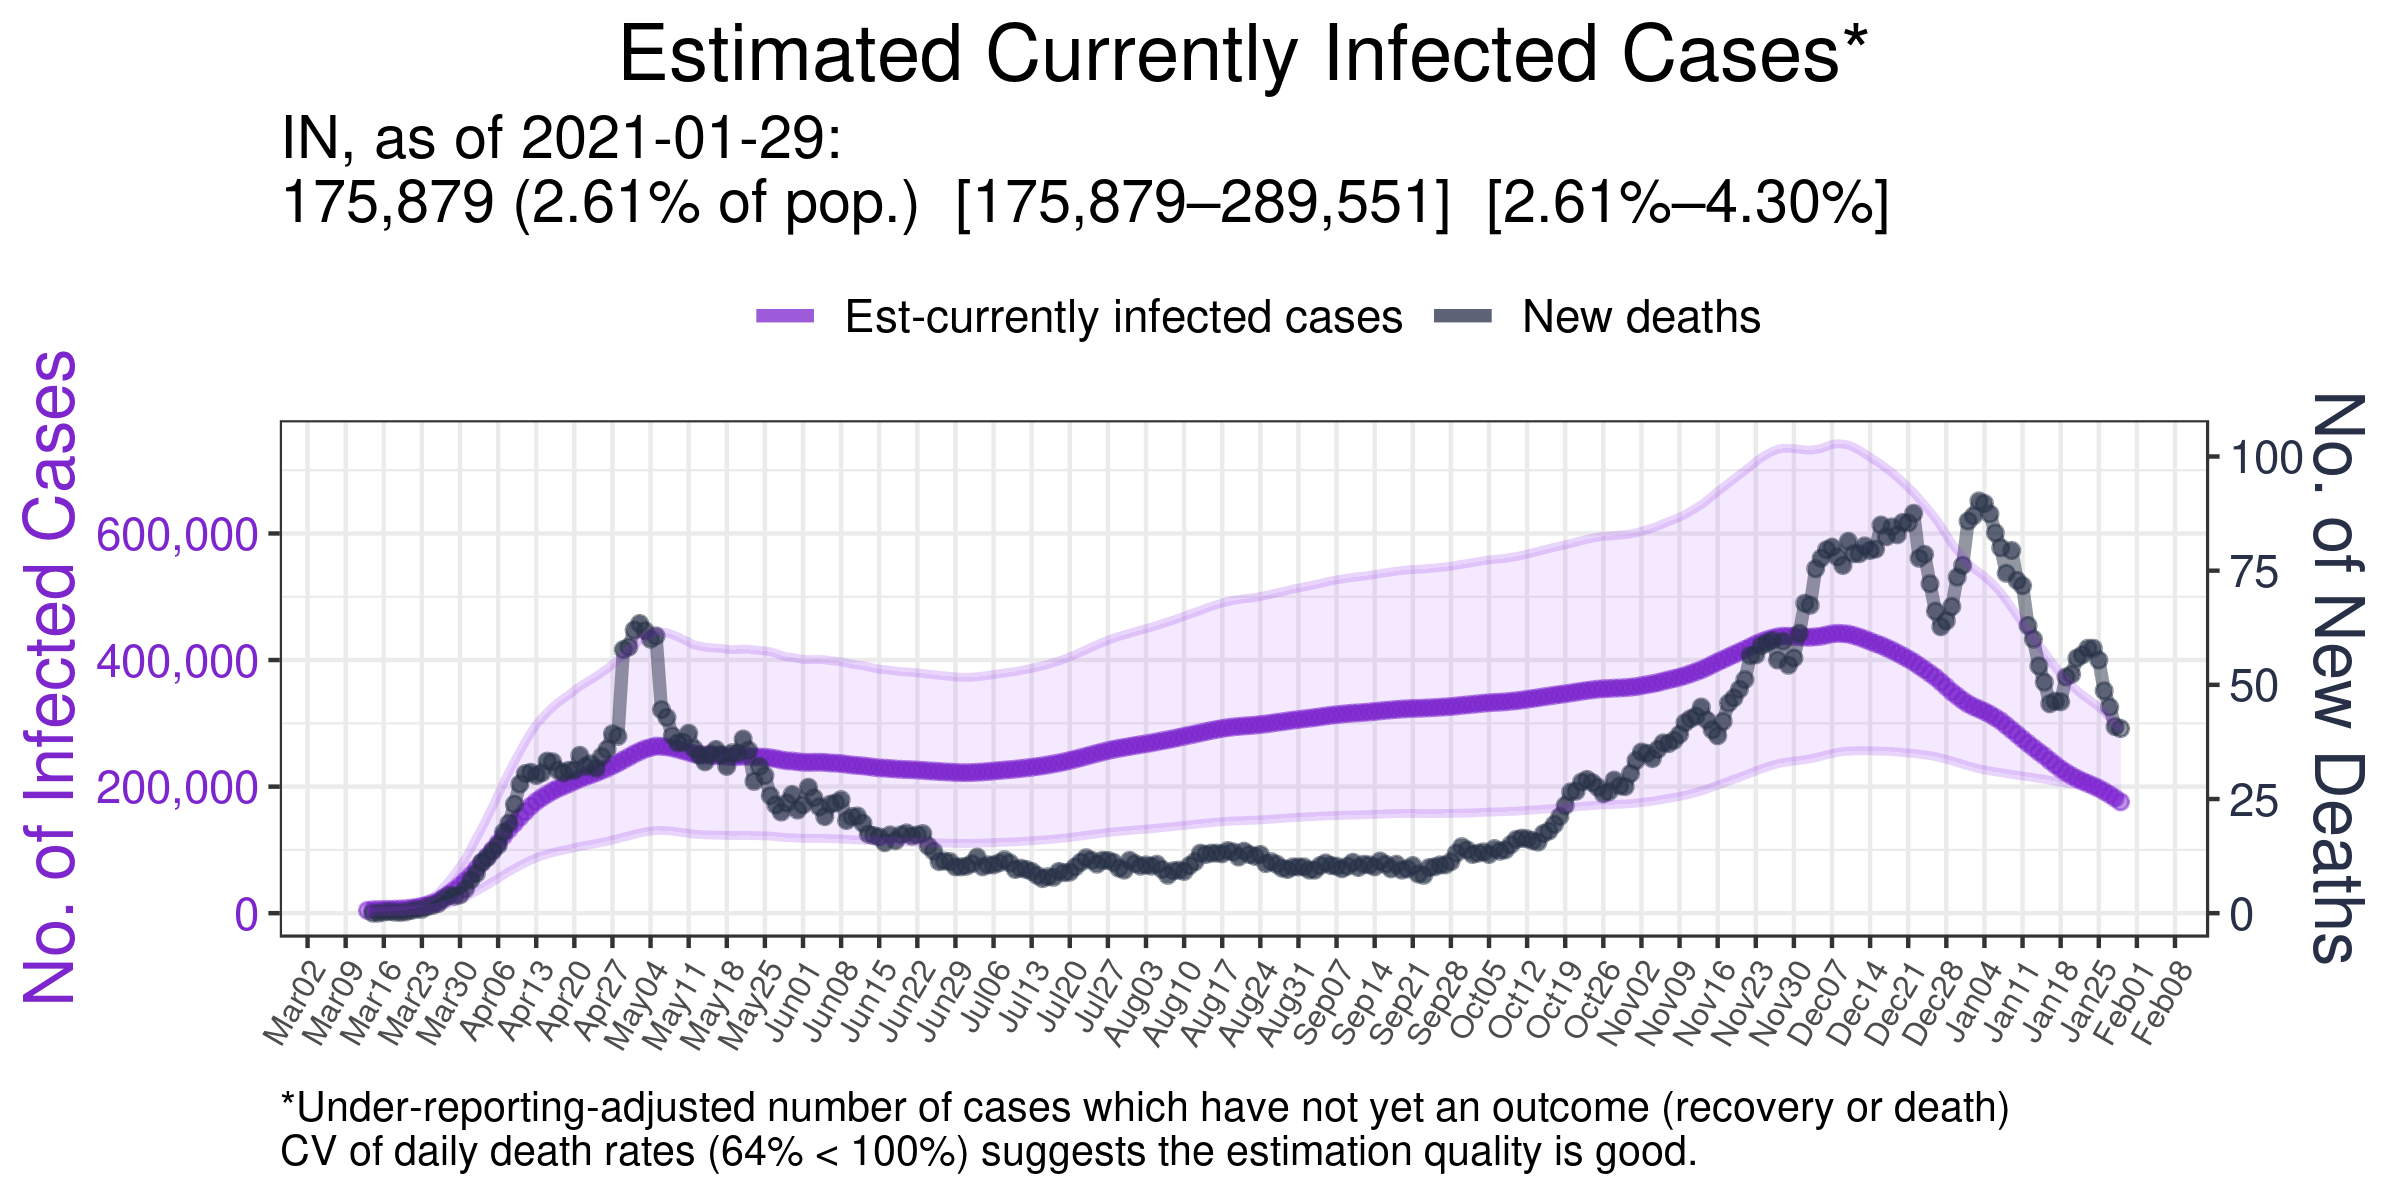 Estimated Currently Infected Cases*
IN, as of 2021-01-29:
175,879 (2.61% of pop.)  [175,879–289,551]  [2.61%–4.30%]
Est-currently infected cases
New deaths
No. of Infected Cases
600,000
400,000
200,000
0
100
75
50
25
0
No. of New Deaths
Mar02
Mar09
Mar16
Mar23
Mar30
Apr06
Apr13
Apr20
Apr27
May04
May11
May18
May25
Jun01
Jun08
Jun15
Jun22
Jun29
Jul06
Jul13
Jul20
Jul27
Aug03
Aug10
Aug17
Aug24
Aug31
Sep07
Sep14
Sep21
Sep28
Oct05
Oct12
Oct19
Oct26
Nov02
Nov09
Nov16
Nov23
Nov30
Dec07
Dec14
Dec21
Dec28
Jan04
Jan11
Jan18
Jan25
Feb01
Feb08
*Under-reporting-adjusted number of cases which have not yet an outcome (recovery or death)
CV of daily death rates (64% < 100%) suggests the estimation quality is good.